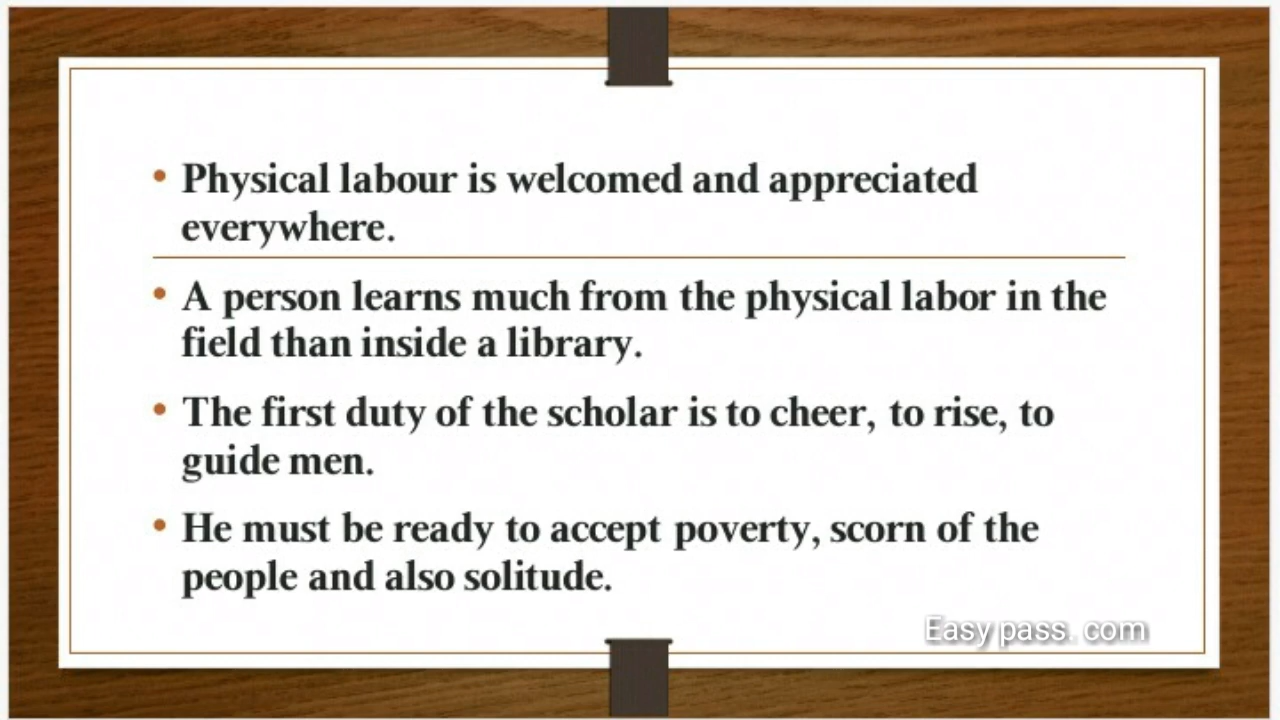 • Physical labour is welcomed and appreciated
everywhere.
• A person learns much from the physical labor in the
field than inside a library.
• The first duty of the scholar is to cheer, to rise, to
guide men.
• He must be ready to accept poverty, scorn of the
people and also solitude.
Easy pass. com